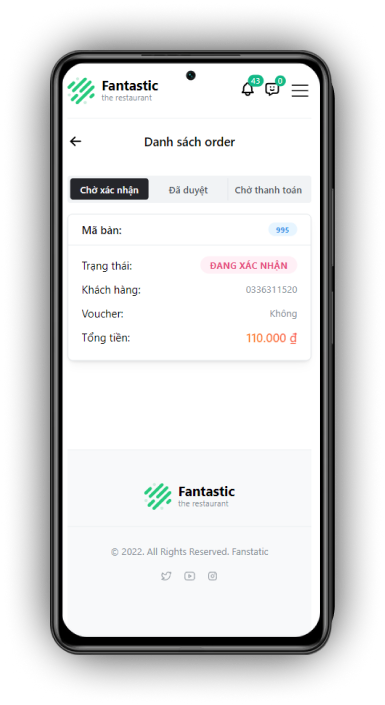 Fantastic
the restaurant
43
0
Danh sách order
Chờ xác nhận
Đã duyệt
Chờ thanh toán
Mã bàn:
995
Trạng thái:
ĐANG XÁC NHẬN
Khách hàng:
0336311520
Voucher:
Không
Tổng tiền:
110.000 ₫
Fantastic
the restaurant
© 2022. All Rights Reserved. Fanstatic